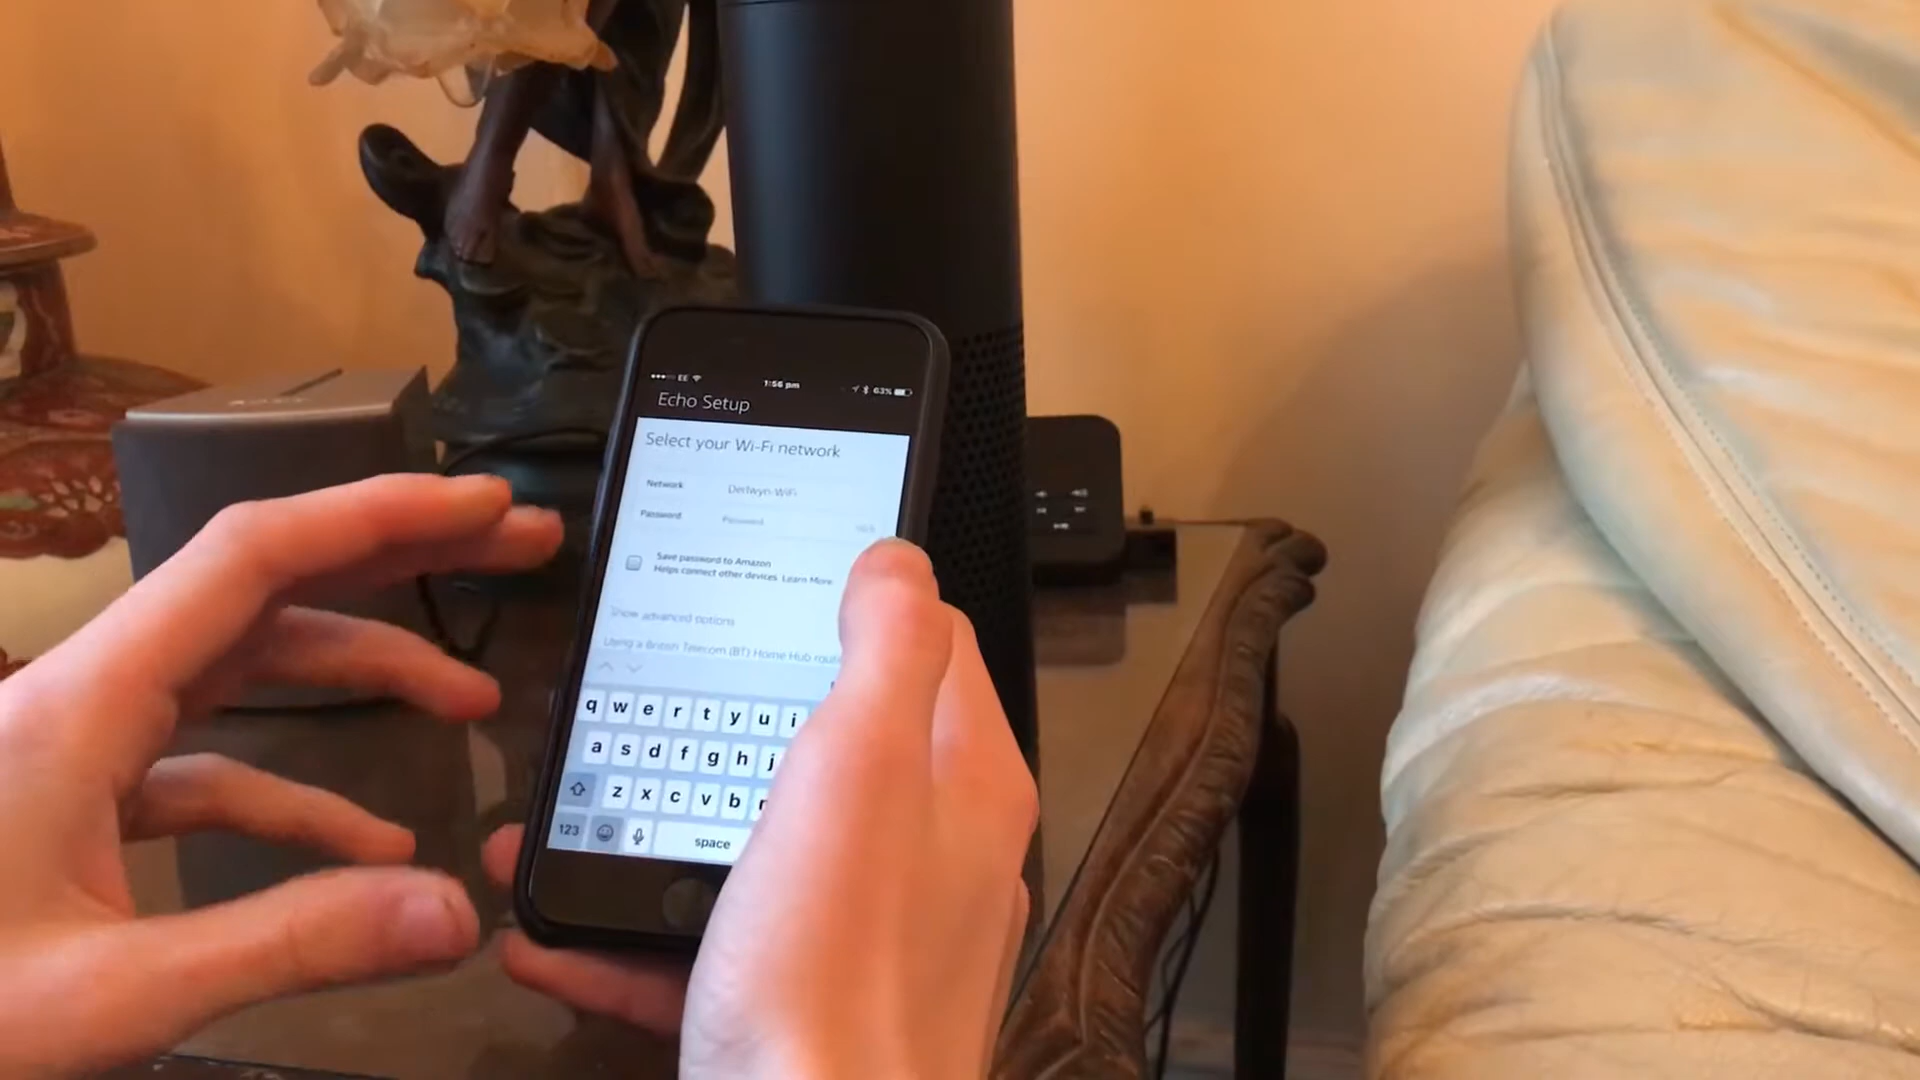 EE 1:56 pm 63%
Echo Setup
Select your Wi-Fi network
Network Derlwyn-WiFi
Password Password
Save password to Amazon
Helps connect other devices. Learn More
Show advanced options
Using a British Telecom (BT) Home Hub
q w e r t y u i
a s d f g h j
z x c v b
123 space